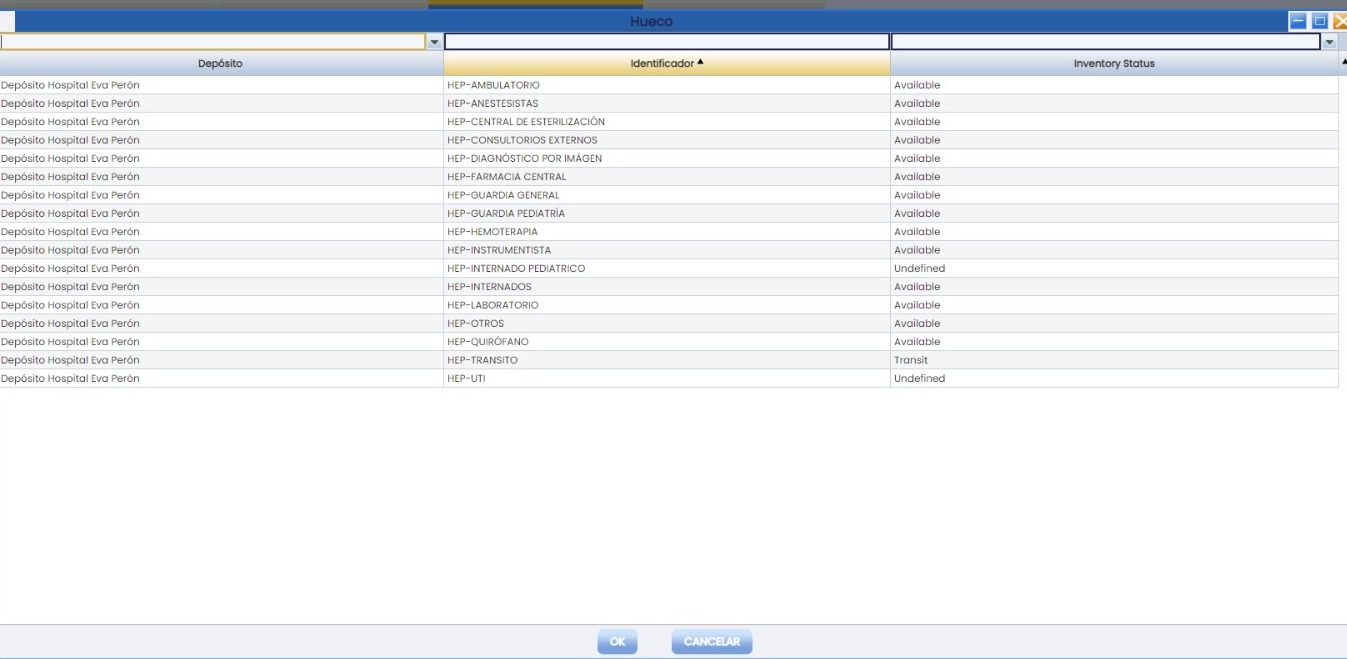 Hueco
Depósito Identificador Inventory Status
Depósito Hospital Eva Perón HEP-AMBULATORIO Available
Depósito Hospital Eva Perón HEP-ANESTESISTAS Available
Depósito Hospital Eva Perón HEP-CENTRAL DE ESTERILIZACIÓN Available
Depósito Hospital Eva Perón HEP-CONSULTORIOS EXTERNOS Available
Depósito Hospital Eva Perón HEP-DIAGNÓSTICO POR IMÁGEN Available
Depósito Hospital Eva Perón HEP-FARMACIA CENTRAL Available
Depósito Hospital Eva Perón HEP-GUARDIA GENERAL Available
Depósito Hospital Eva Perón HEP-GUARDIA PEDIATRÍA Available
Depósito Hospital Eva Perón HEP-HEMOTERAPIA Available
Depósito Hospital Eva Perón HEP-INSTRUMENTISTA Available
Depósito Hospital Eva Perón HEP-INTERNADO PEDIATRICO Undefined
Depósito Hospital Eva Perón HEP-INTERNADOS Available
Depósito Hospital Eva Perón HEP-LABORATORIO Available
Depósito Hospital Eva Perón HEP-OTROS Available
Depósito Hospital Eva Perón HEP-QUIRÓFANO Available
Depósito Hospital Eva Perón HEP-TRANSITO Transit
Depósito Hospital Eva Perón HEP-UTI Undefined
OK CANCELAR